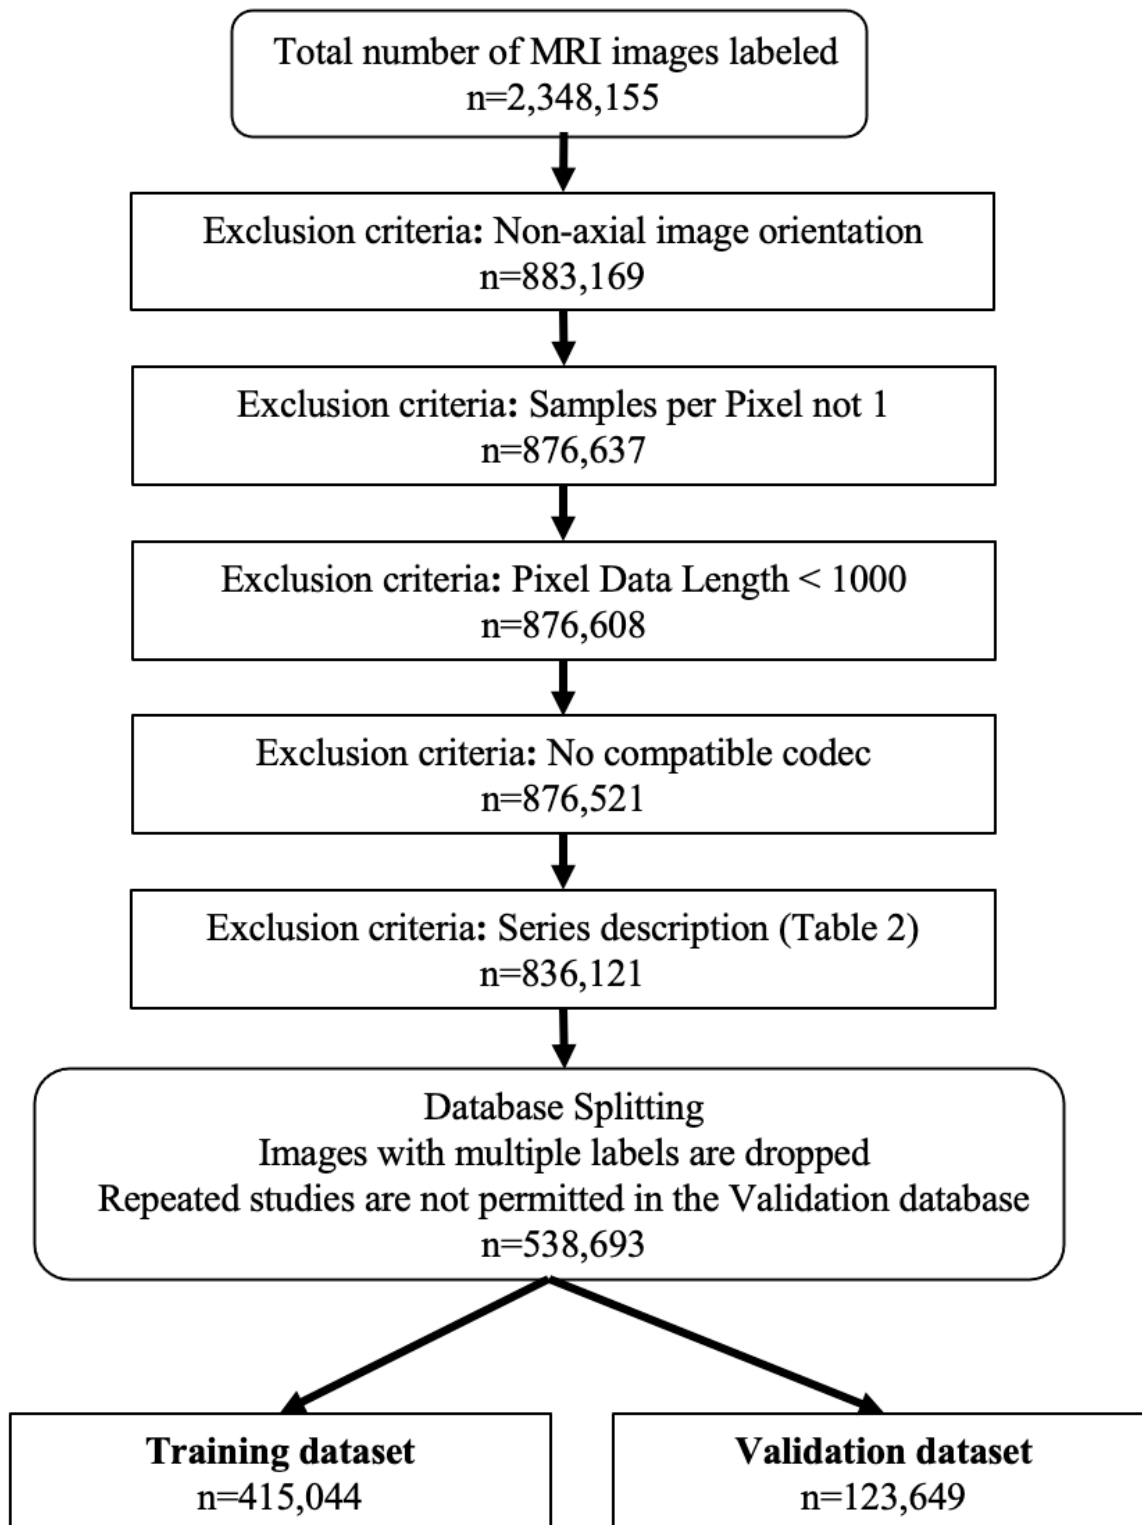 Total number of MRI images labeled
n=2,348,155
Exclusion criteria: Non-axial image orientation
n=883,169
Exclusion criteria: Samples per Pixel not 1
n=876,637
Exclusion criteria: Pixel Data Length < 1000
n=876,608
Exclusion criteria: No compatible codec
n=876,521
Exclusion criteria: Series description (Table 2)
n=836,121
Database Splitting
Images with multiple labels are dropped
Repeated studies are not permitted in the Validation database
n=538,693
Training dataset
n=415,044
Validation dataset
n=123,649